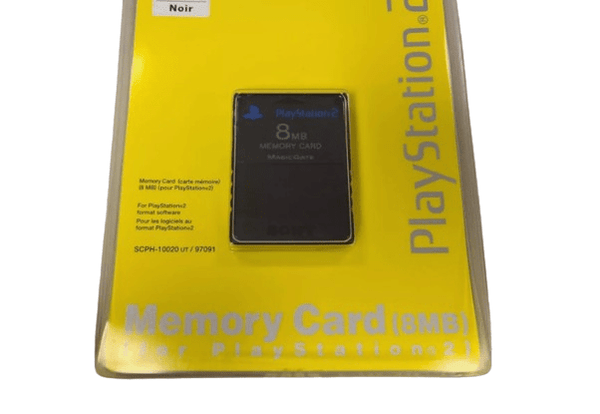 Noir
PlayStation®2
PlayStation 2
8MB
MEMORY CARD
MAGICGATE
SONY
Memory Card (carte mémoire)
(8 MB) (pour PlayStation®2)
For PlayStation®2
format software
Pour les logiciels au
format PlayStation®2
SCPH-10020 UT / 97091
Memory Card (8MB)
(for PlayStation®2)